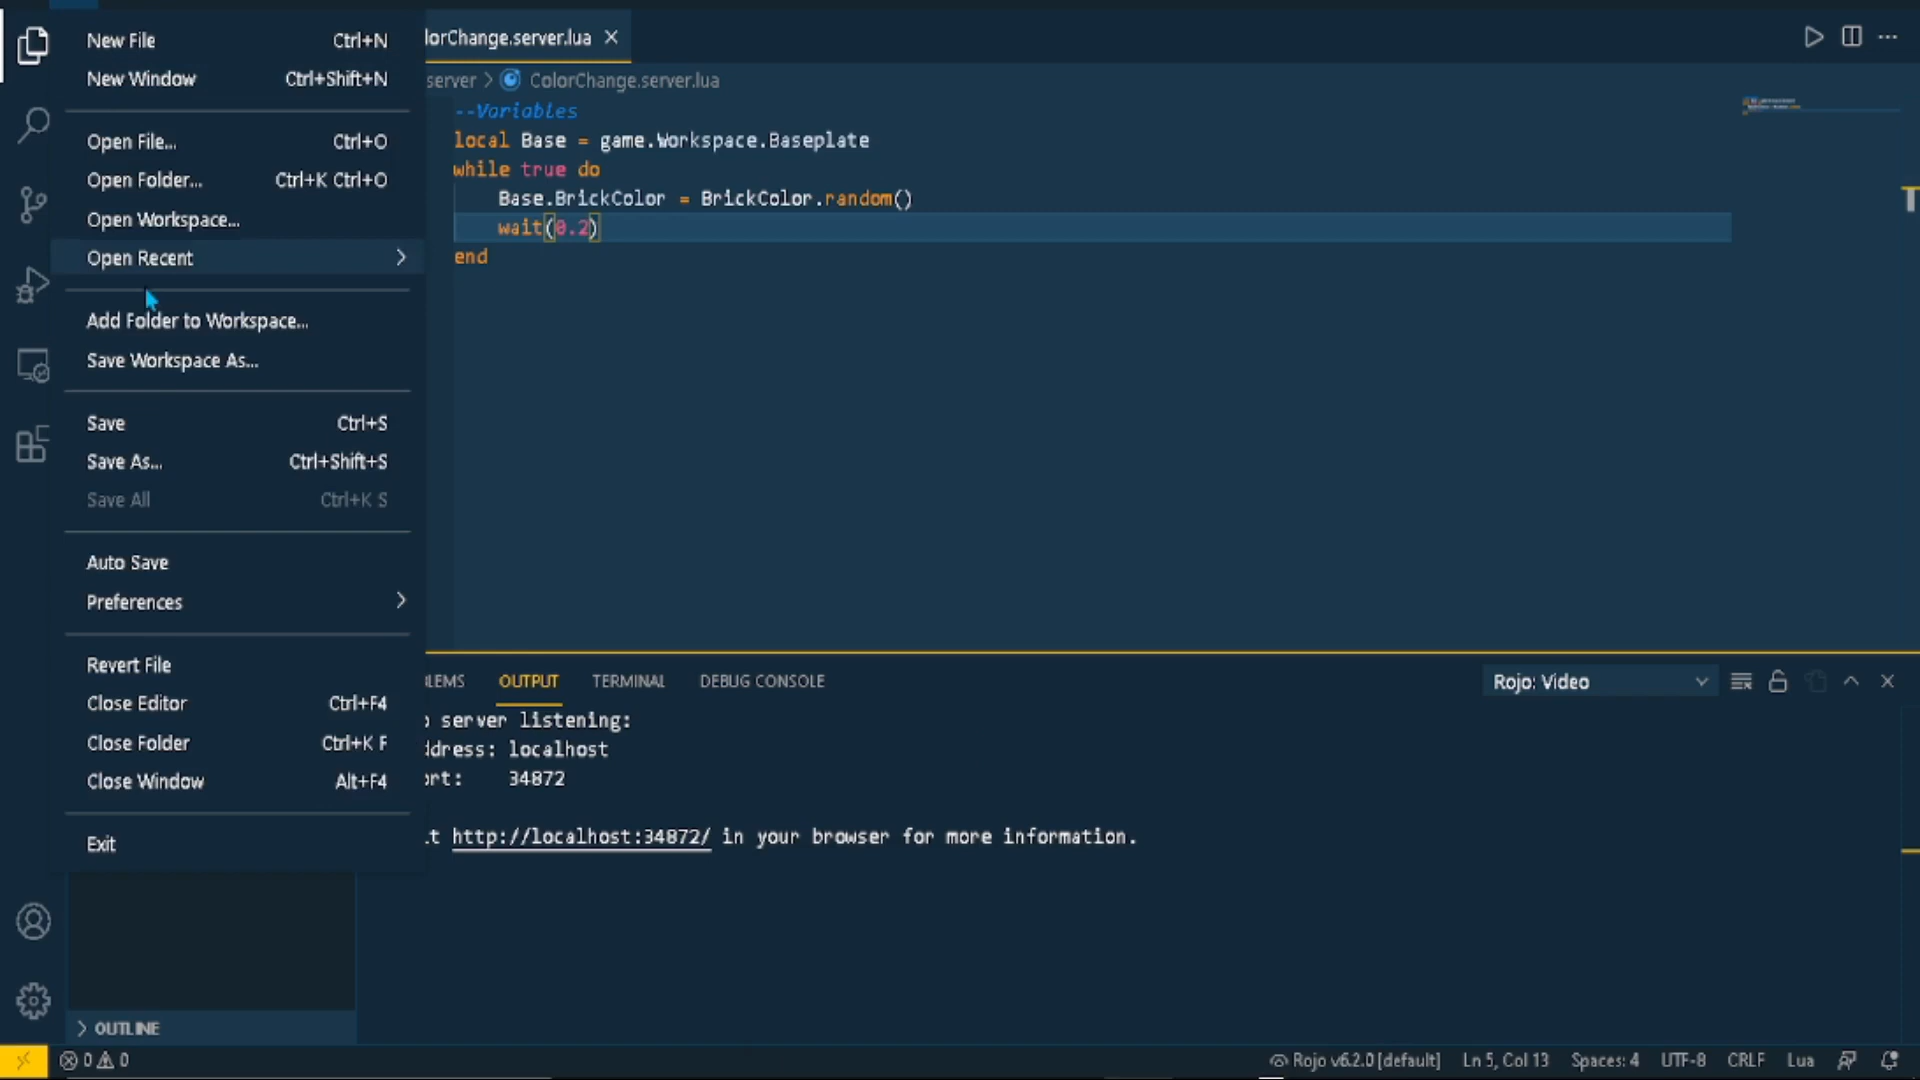 New File Ctrl+N
New Window Ctrl+Shift+N
Open File... Ctrl+O
Open Folder... Ctrl+K Ctrl+O
Open Workspace...
Open Recent
Add Folder to Workspace...
Save Workspace As...
Save Ctrl+S
Save As... Ctrl+Shift+S
Save All Ctrl+K S
Auto Save
Preferences
Revert File
Close Editor Ctrl+F4
Close Folder Ctrl+K F
Close Window Alt+F4
Exit
OUTLINE
lorChange.server.lua
server > ColorChange.server.lua
--Variables
local Base = game.Workspace.Baseplate
while true do
Base.BrickColor = BrickColor.random()
wait(0.2)
end
LEMS OUTPUT TERMINAL DEBUG CONSOLE Rojo: Video
server listening:
ddress: localhost
ort: 34872
t http://localhost:34872/ in your browser for more information.
0 0 Rojo v6.2.0 [default] Ln 5, Col 13 Spaces: 4 UTF-8 CRLF Lua